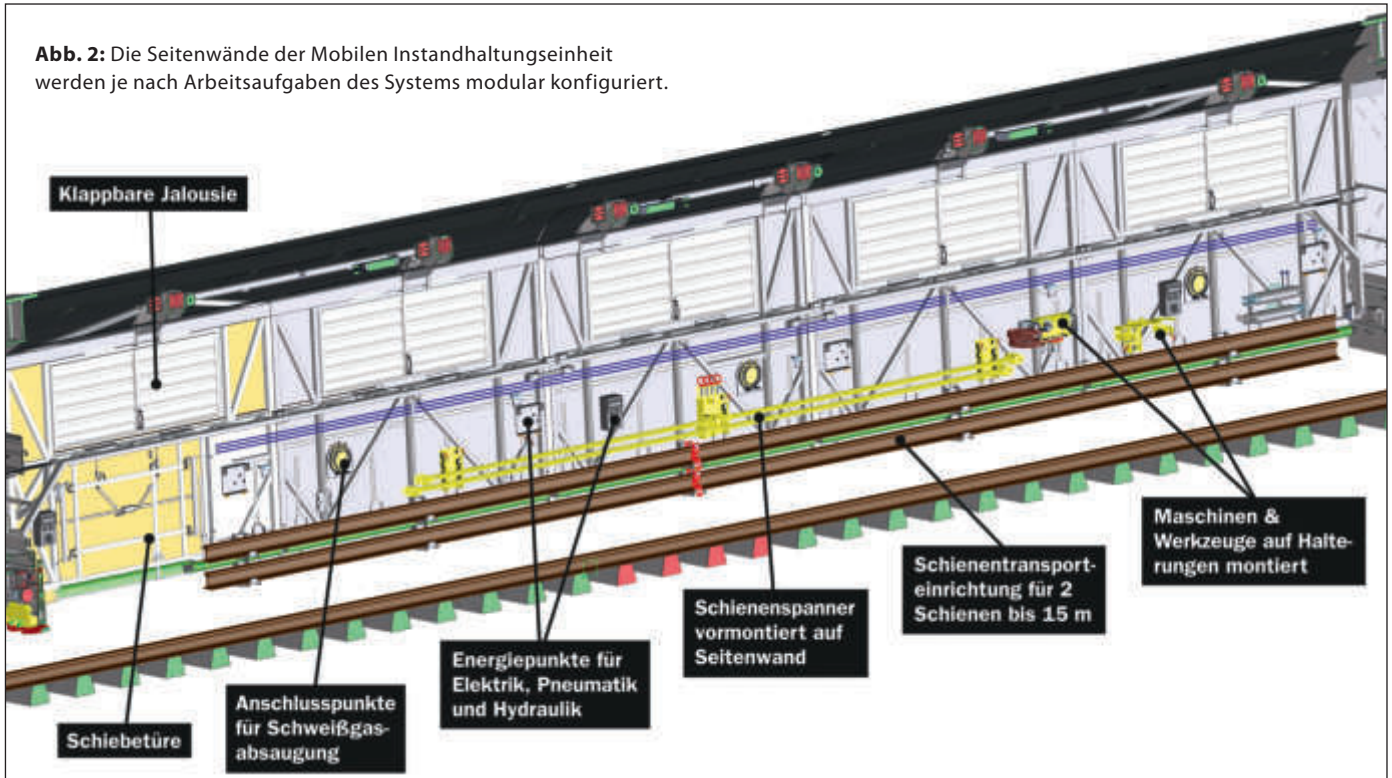 Abb. 2: Die Seitenwände der Mobilen Instandhaltungseinheit
werden je nach Arbeitsaufgaben des Systems modular konfiguriert.
Klappbare Jalousie
Schiebetüre
Anschlusspunkte
für Schweißgas-
absaugung
Energiepunkte für
Elektrik, Pneumatik
und Hydraulik
Schienenspanner
vormontiert auf
Seitenwand
Schienentransport-
einrichtung für 2
Schienen bis 15 m
Maschinen &
Werkzeuge auf Halte-
rungen montiert